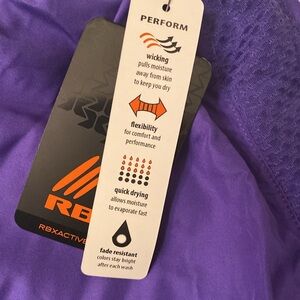 PERFORM
wicking
pulls moisture
away from skin
to keep you dry
flexibility
for comfort and
performance
quick drying
allows moisture
to evaporate fast
fade resistant
colors stay bright
after each wash
RB
RBXACTIVE